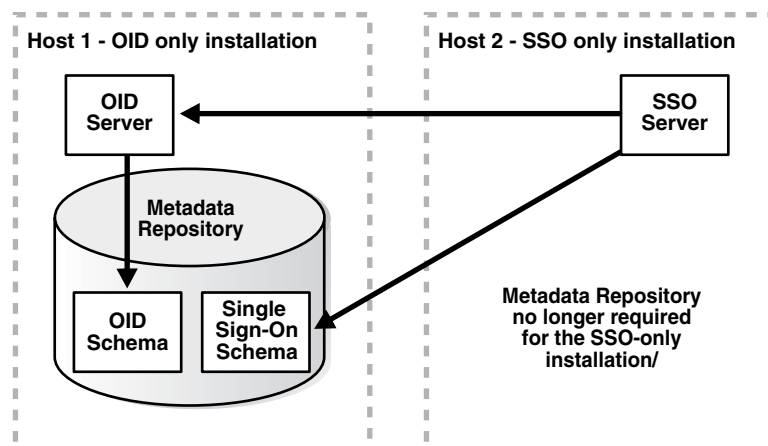 Host 1 - OID only installation
Host 2 - SSO only installation
OID
Server
SSO
Server
Metadata
Repository
OID
Schema
Single
Sign-On
Schema
Metadata Repository
no longer required
for the SSO-only
installation/